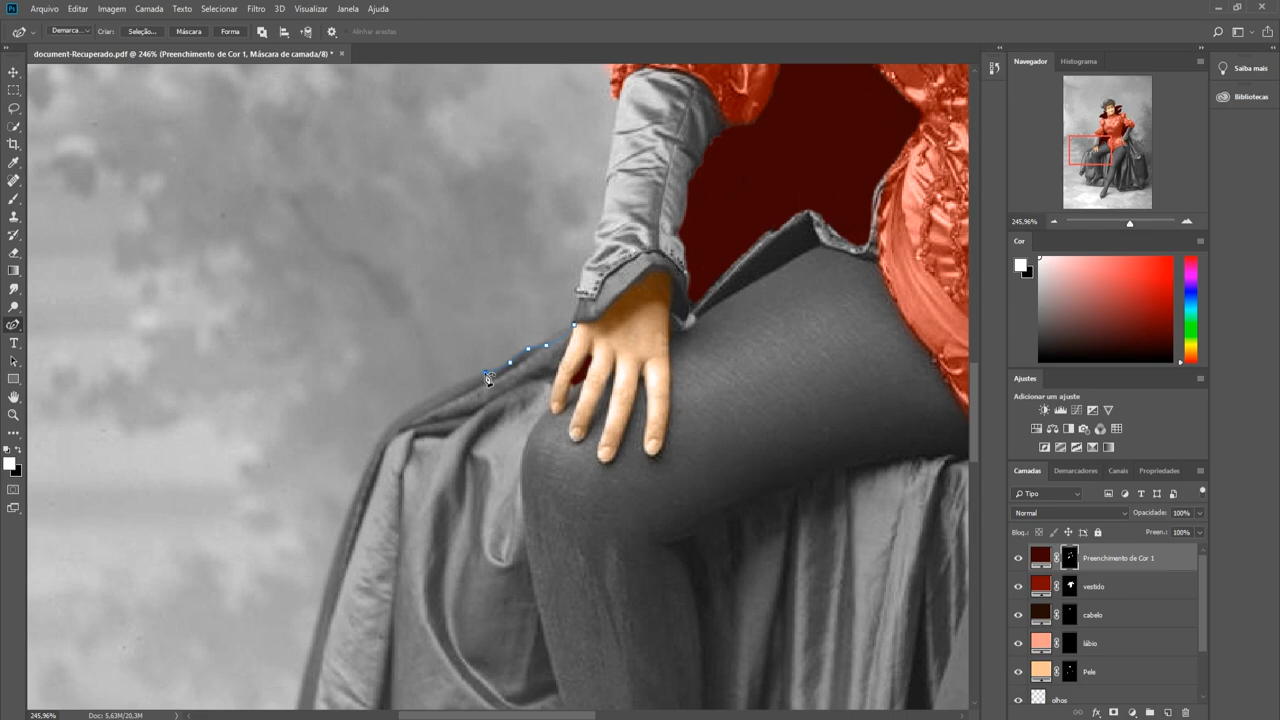 Ps Arquivo Editar Imagem Camada Texto Selecionar Filtro 3D Visualizar Janela Ajuda
Demarca... Criar: Seleção... Máscara Forma Alinhar arestas
document-Recuperado.pdf @ 246% (Preenchimento de Cor 1, Máscara de camada/8) *
Navegador Histograma
Saiba mais
Bibliotecas
245,96%
Cor
Ajustes
Adicionar um ajuste
Camadas Demarcadores Canais Propriedades
Tipo
Normal Opacidade: 100%
Bloq.: Preen.: 100%
Preenchimento de Cor 1
vestido
cabelo
lábio
Pele
olhos
245,96% Doc: 5,63M/20,3M